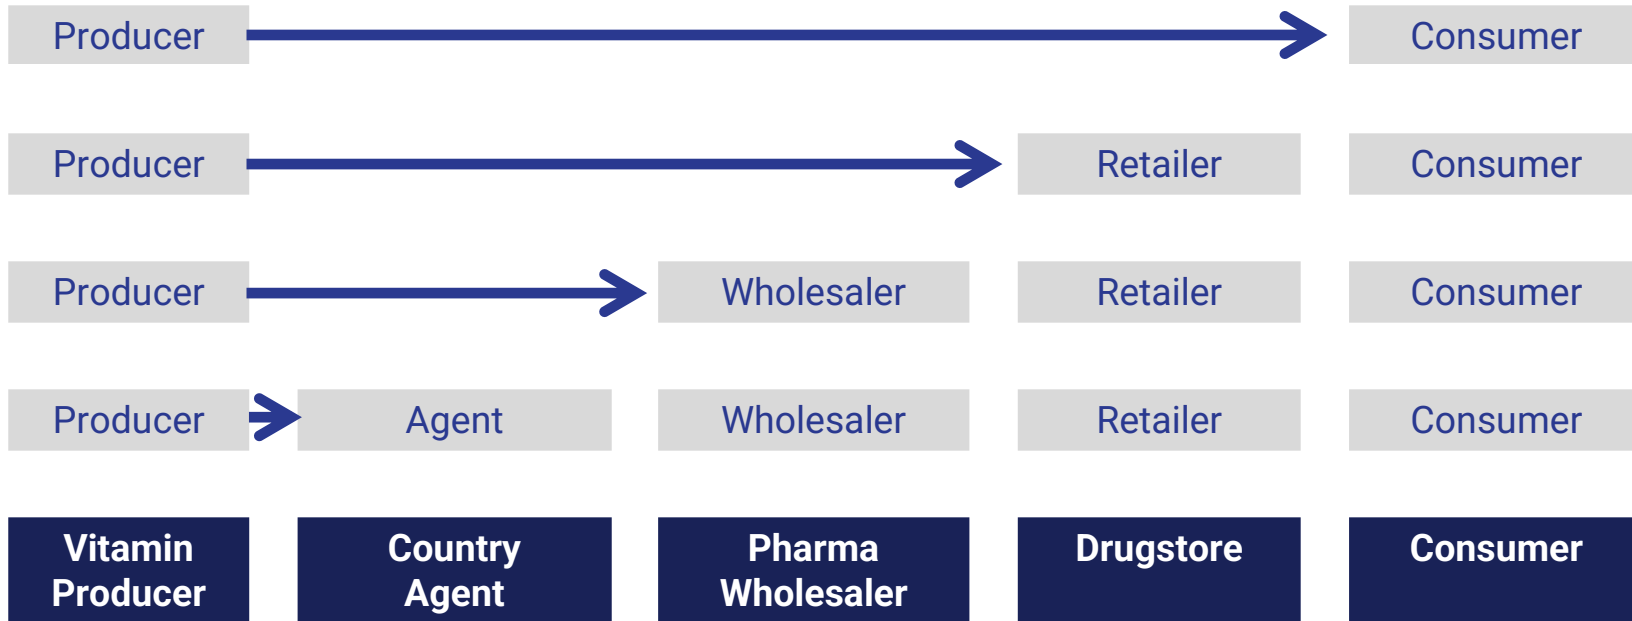 Producer Consumer
Producer Retailer Consumer
Producer Wholesaler Retailer Consumer
Producer Agent Wholesaler Retailer Consumer
Vitamin
Producer
Country
Agent
Pharma
Wholesaler
Drugstore
Consumer